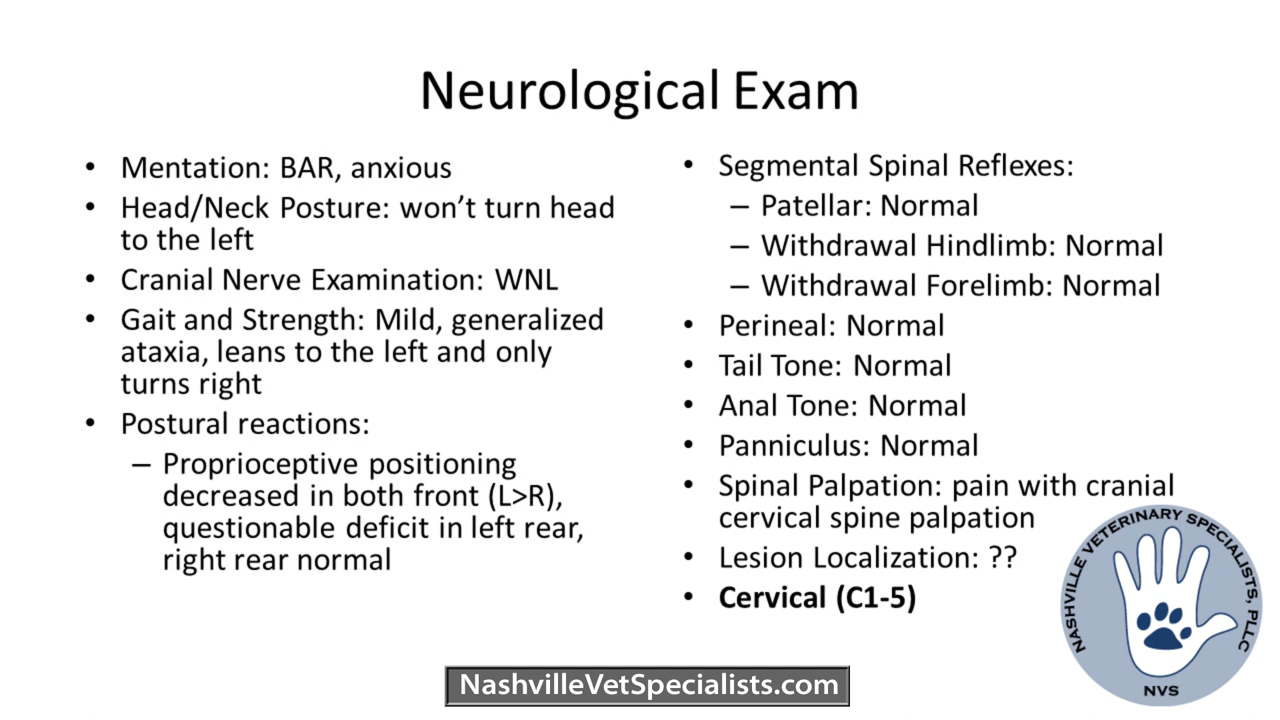 Neurological Exam
• Mentation: BAR, anxious
• Head/Neck Posture: won’t turn head
to the left
• Cranial Nerve Examination: WNL
• Gait and Strength: Mild, generalized
ataxia, leans to the left and only
turns right
• Postural reactions:
– Proprioceptive positioning
decreased in both front (L>R),
questionable deficit in left rear,
right rear normal
• Segmental Spinal Reflexes:
– Patellar: Normal
– Withdrawal Hindlimb: Normal
– Withdrawal Forelimb: Normal
• Perineal: Normal
• Tail Tone: Normal
• Anal Tone: Normal
• Panniculus: Normal
• Spinal Palpation: pain with cranial
cervical spine palpation
• Lesion Localization: ??
• Cervical (C1-5)
NASHVILLE VETERINARY SPECIALISTS, PLLC
NVS
NashvilleVetSpecialists.com